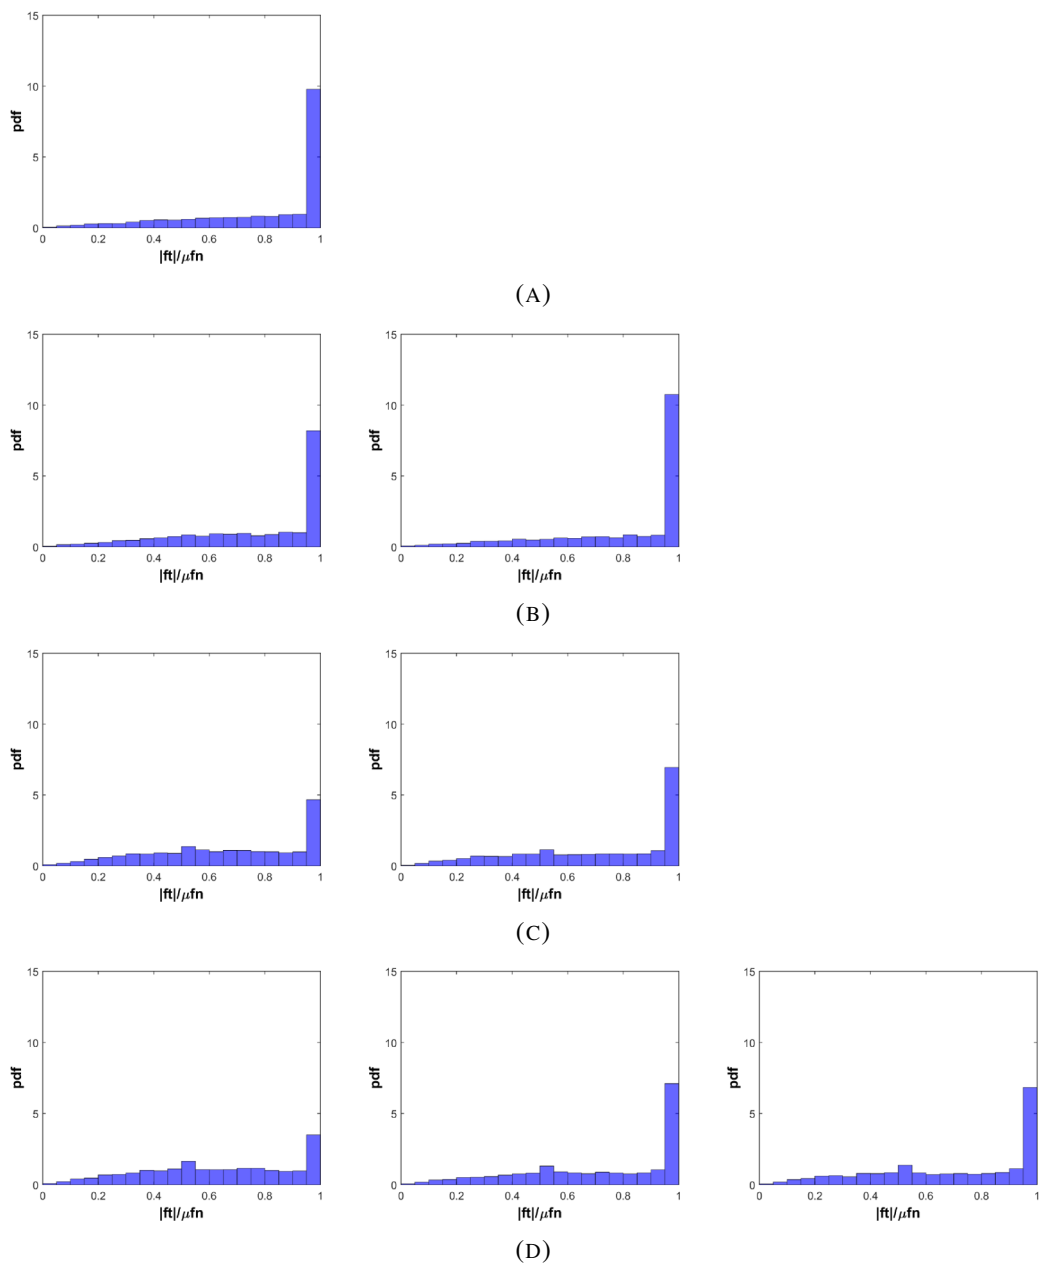 15
10
pdf
5
0
0 0.2 0.4 0.6 0.8 1
|ft|/μfn
(A)
15 15
10 10
pdf pdf
5 5
0 0
0 0.2 0.4 0.6 0.8 1 0 0.2 0.4 0.6 0.8 1
|ft|/μfn |ft|/μfn
(B)
15 15
10 10
pdf pdf
5 5
0 0
0 0.2 0.4 0.6 0.8 1 0 0.2 0.4 0.6 0.8 1
|ft|/μfn |ft|/μfn
(C)
15 15 15
10 10 10
pdf pdf pdf
5 5 5
0 0 0
0 0.2 0.4 0.6 0.8 1 0 0.2 0.4 0.6 0.8 1 0 0.2 0.4 0.6 0.8 1
|ft|/μfn |ft|/μfn |ft|/μfn
(D)